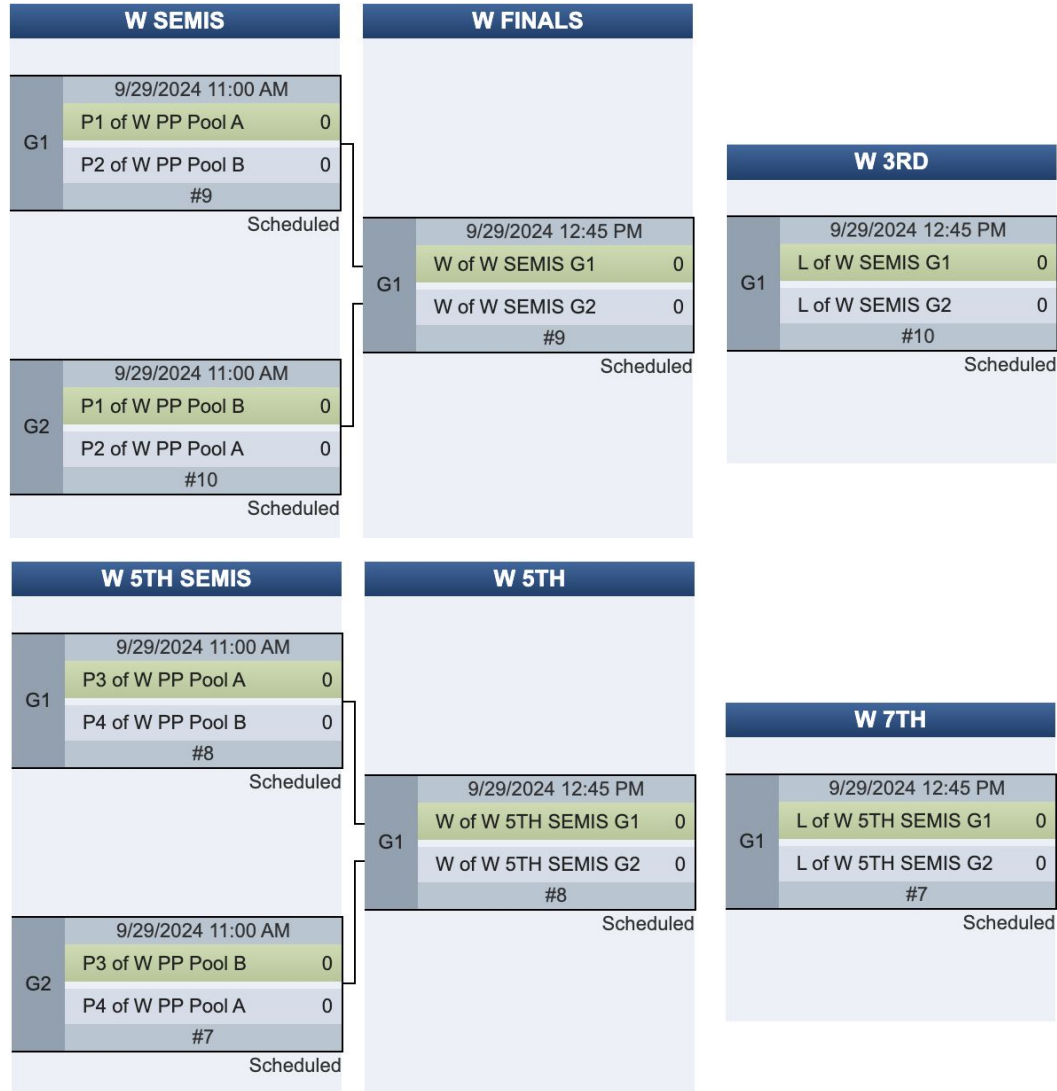 W SEMIS
9/29/2024 11:00 AM
G1
P1 of W PP Pool A 0
P2 of W PP Pool B 0
#9
Scheduled
9/29/2024 11:00 AM
G2
P1 of W PP Pool B 0
P2 of W PP Pool A 0
#10
Scheduled
W FINALS
9/29/2024 12:45 PM
G1
W of W SEMIS G1 0
W of W SEMIS G2 0
#9
Scheduled
W 3RD
9/29/2024 12:45 PM
G1
L of W SEMIS G1 0
L of W SEMIS G2 0
#10
Scheduled
W 5TH SEMIS
9/29/2024 11:00 AM
G1
P3 of W PP Pool A 0
P4 of W PP Pool B 0
#8
Scheduled
9/29/2024 11:00 AM
G2
P3 of W PP Pool B 0
P4 of W PP Pool A 0
#7
Scheduled
W 5TH
9/29/2024 12:45 PM
G1
W of W 5TH SEMIS G1 0
W of W 5TH SEMIS G2 0
#8
Scheduled
W 7TH
9/29/2024 12:45 PM
G1
L of W 5TH SEMIS G1 0
L of W 5TH SEMIS G2 0
#7
Scheduled